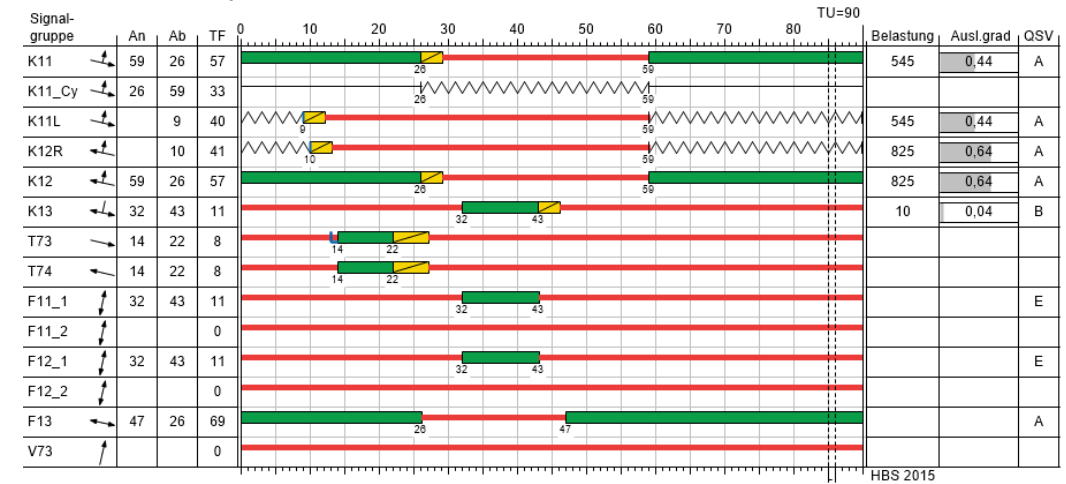 TU=90
Signal-
gruppe An Ab TF 0 10 20 30 40 50 60 70 80 Belastung Ausl.grad QSV
K11 59 26 57 26 59 545 0,44 A
K11_Cy 26 59 33 26 59
K11L 9 40 9 59 545 0,44 A
K12R 10 41 10 59 825 0,64 A
K12 59 26 57 26 59 825 0,64 A
K13 32 43 11 32 43 10 0,04 B
T73 14 22 8 14 22
T74 14 22 8 14 22
F11_1 32 43 11 32 43 E
F11_2 0
F12_1 32 43 11 32 43 E
F12_2 0
F13 47 26 69 26 47 A
V73 0
HBS 2015